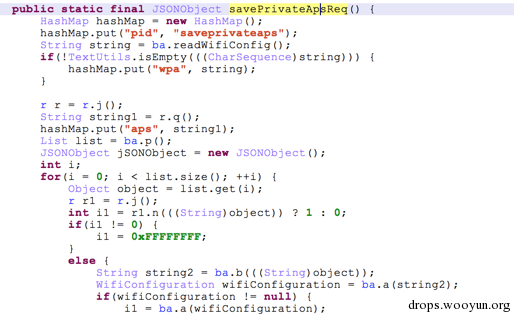 public static final JSONObject savePrivateApsReq() {
HashMap hashMap = new HashMap();
hashMap.put("pid", "saveprivateaps");
String string = ba.readWifiConfig();
if(!TextUtils.isEmpty(((CharSequence)string))) {
hashMap.put("wpa", string);
}
r r = r.j();
String string1 = r.q();
hashMap.put("aps", string1);
List list = ba.p();
JSONObject jSONObject = new JSONObject();
int i;
for(i = 0; i < list.size(); ++i) {
Object object = list.get(i);
r r1 = r.j();
int i1 = r1.n(((String)object)) ? 1 : 0;
if(i1 != 0) {
i1 = 0xFFFFFFFF;
}
else {
String string2 = ba.b(((String)object));
WifiConfiguration wifiConfiguration = ba.a(string2);
if(wifiConfiguration != null) {
i1 = ba.a(wifiConfiguration);
drops.wooyun.org